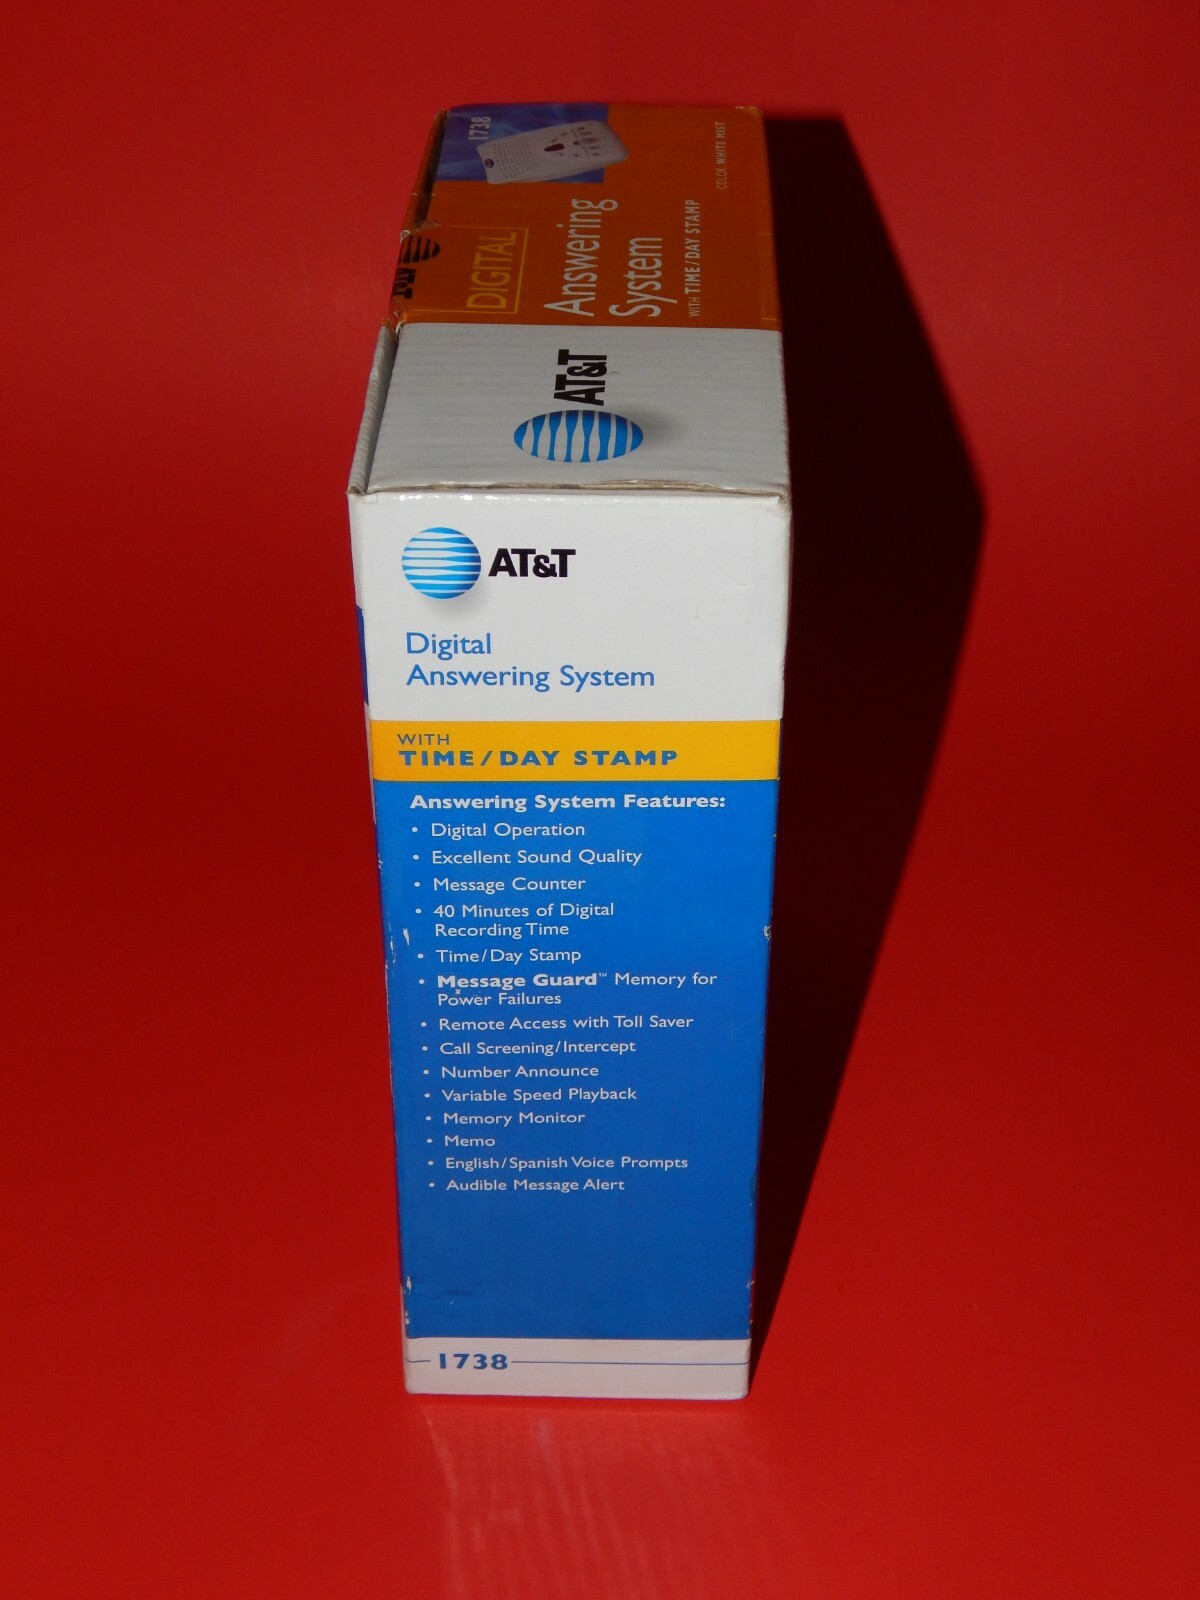 1738
AT&T
DIGITAL
Answering
System
WITH TIME/DAY STAMP
COLOR WHITE MIST
AT&T
AT&T
Digital
Answering System
WITH
TIME/DAY STAMP
Answering System Features:
• Digital Operation
• Excellent Sound Quality
• Message Counter
• 40 Minutes of Digital
Recording Time
• Time/Day Stamp
• Message Guard™ Memory for
Power Failures
• Remote Access with Toll Saver
• Call Screening/Intercept
• Number Announce
• Variable Speed Playback
• Memory Monitor
• Memo
• English/Spanish Voice Prompts
• Audible Message Alert
1738